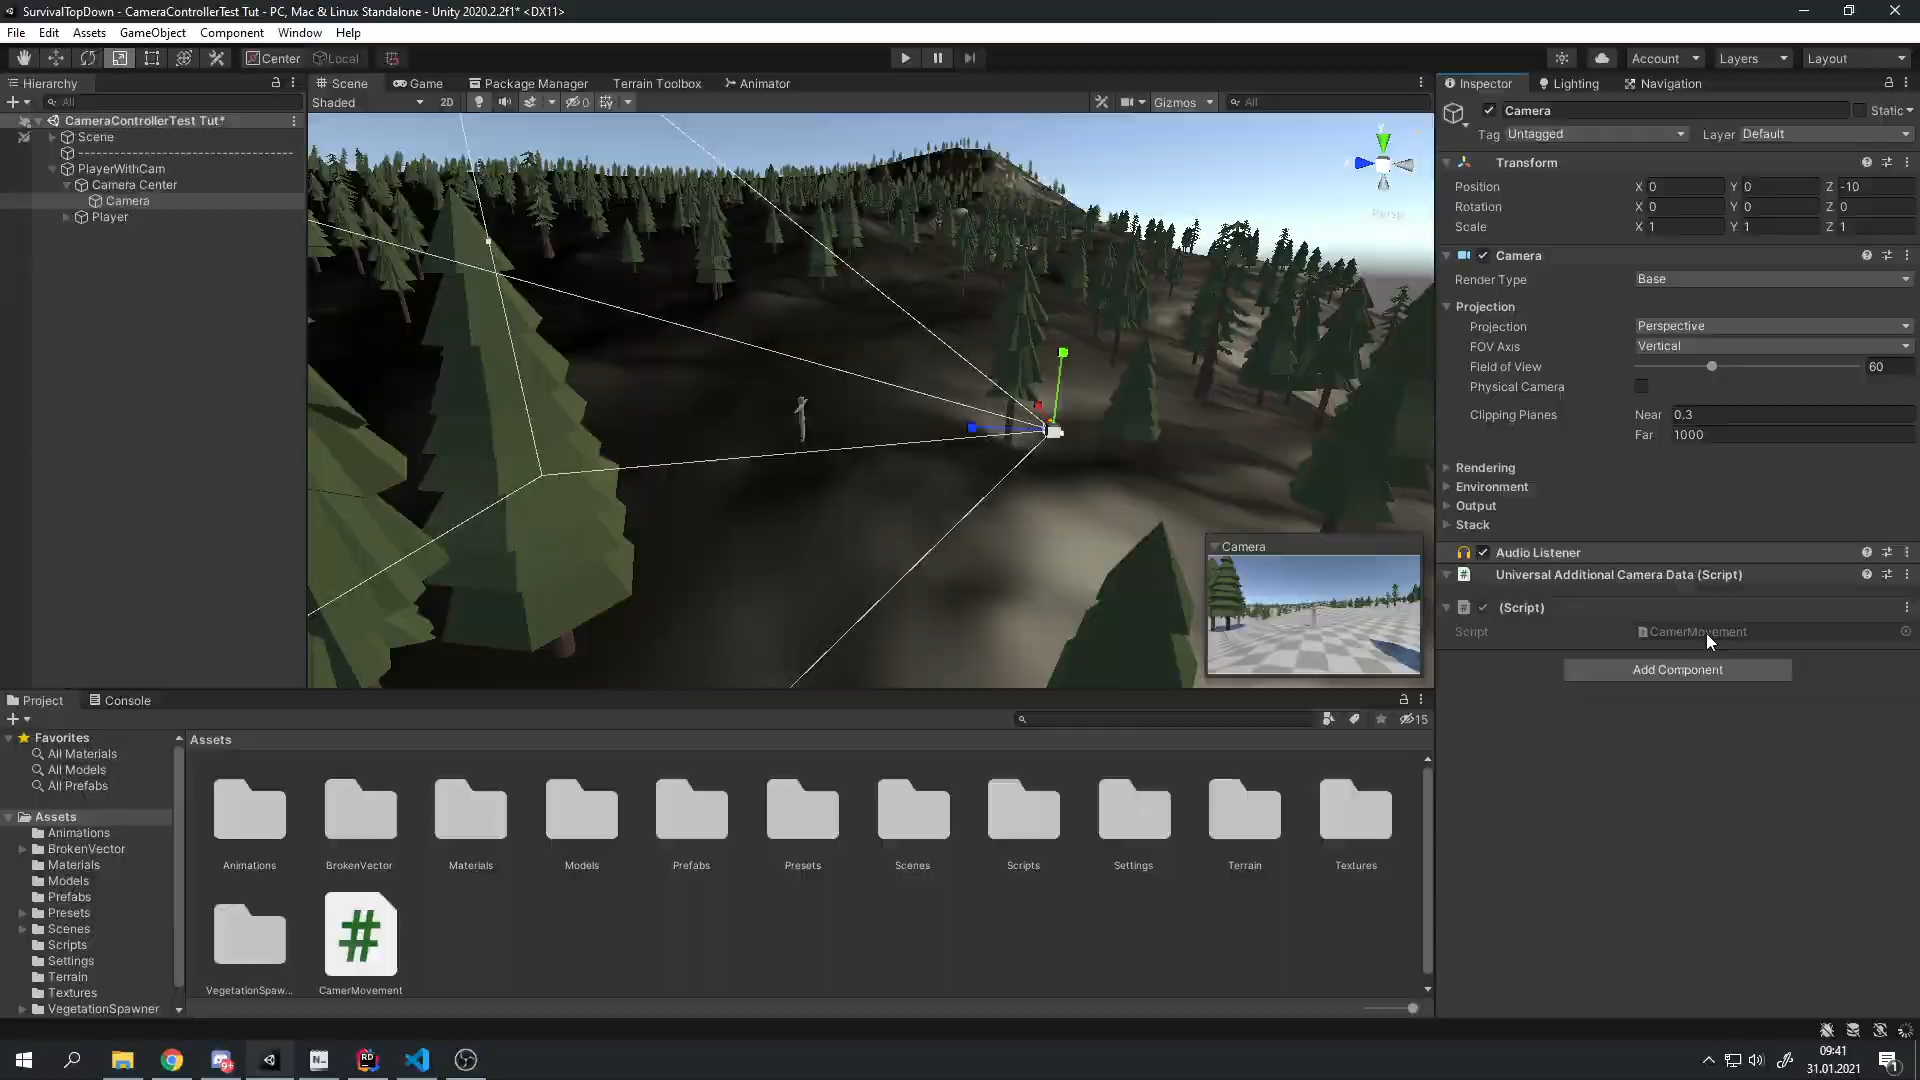 SurvivalTopDown - CameraControllerTest Tut - PC, Mac & Linux Standalone - Unity 2020.2.2f1* <DX11>
File Edit Assets GameObject Component Window Help
Center Local Account Layers Layout
Hierarchy
All
CameraControllerTest Tut*
Scene
--------------------------------------------
PlayerWithCam
Camera Center
Camera
Player
Scene Game Package Manager Terrain Toolbox Animator
Shaded 2D 0 Gizmos All
y
Persp
Camera
Inspector Lighting Navigation
Camera Static
Tag Untagged Layer Default
Transform
Position X 0 Y 0 Z -10
Rotation X 0 Y 0 Z 0
Scale X 1 Y 1 Z 1
Camera
Render Type Base
Projection
Projection Perspective
FOV Axis Vertical
Field of View 60
Physical Camera
Clipping Planes Near 0.3
Far 1000
Rendering
Environment
Output
Stack
Audio Listener
Universal Additional Camera Data (Script)
# (Script)
Script CamerMovement
Add Component
Project Console
15
Favorites
All Materials
All Models
All Prefabs
Assets
Animations
BrokenVector
Materials
Models
Prefabs
Presets
Scenes
Scripts
Settings
Terrain
Textures
VegetationSpawner
Assets
Animations BrokenVector Materials Models Prefabs Presets Scenes Scripts Settings Terrain Textures
#
VegetationSpaw... CamerMovement
9+ N... RD
09:41
31.01.2021
1